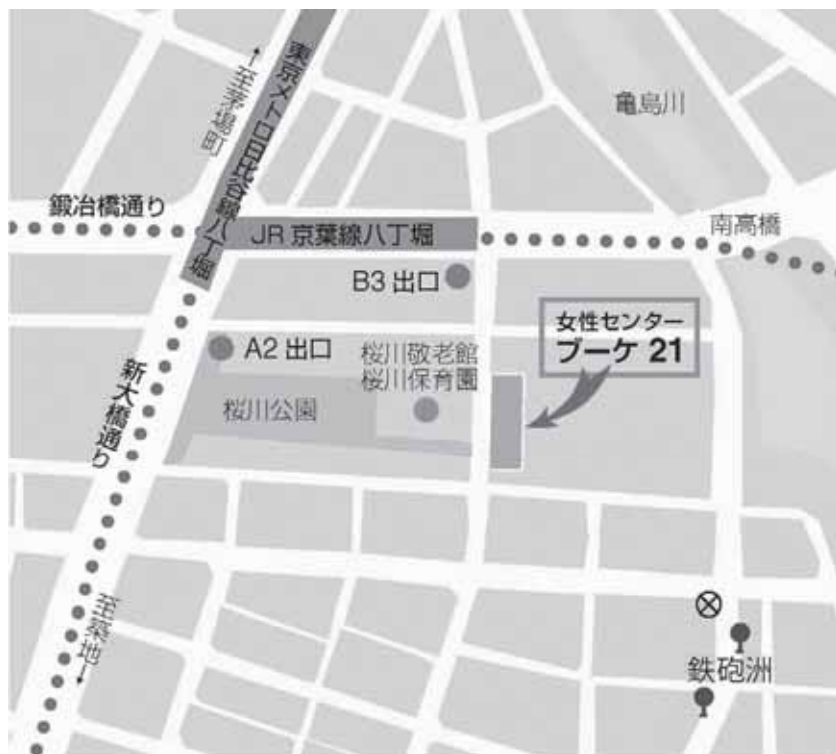 東京メトロ日比谷線八丁堀
←至茅場町
亀島川
鍛冶橋通り
JR 京葉線八丁堀
南高橋
B3 出口
女性センター
ブーケ 21
A2 出口
桜川敬老館
桜川保育園
桜川公園
新大橋通り
至築地→
鉄砲洲